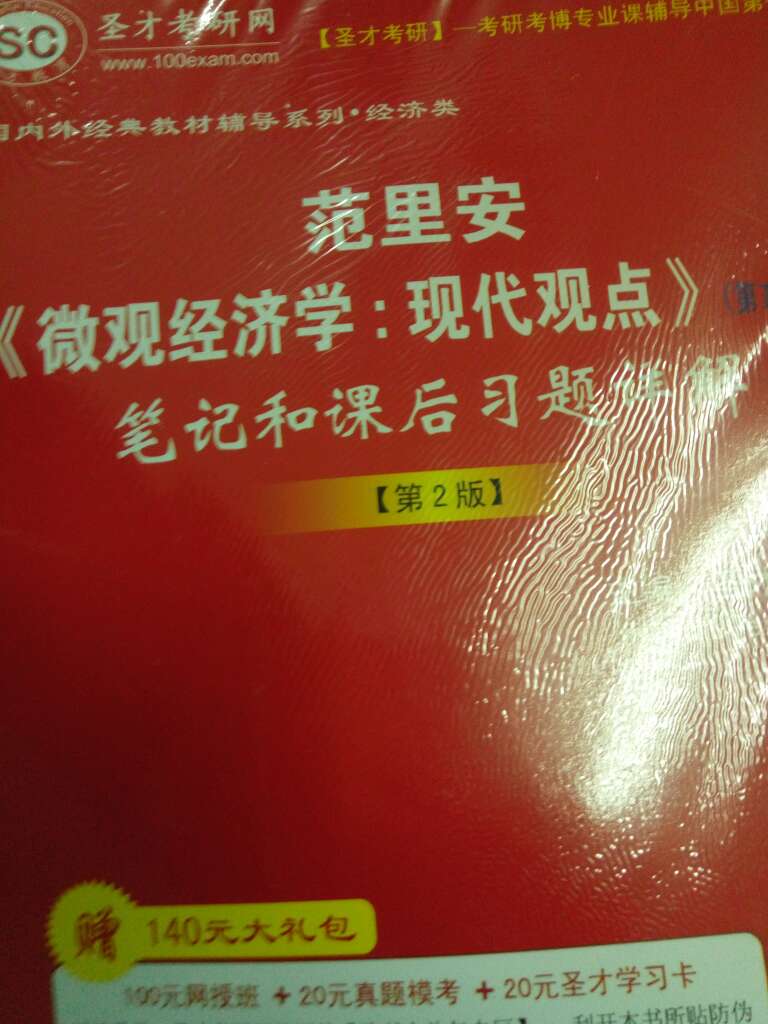 SC
圣才考研网
www.100exam.com
【圣才考研】—考研考博专业课辅导中国第
内外经典教材辅导系列·经济类
范里安
《微观经济学：现代观点》（第
笔记和课后习题详解
【第2版】
赠 140元大礼包
100元网授班 + 20元真题模考 + 20元圣才学习卡
刮开本书所贴防伪